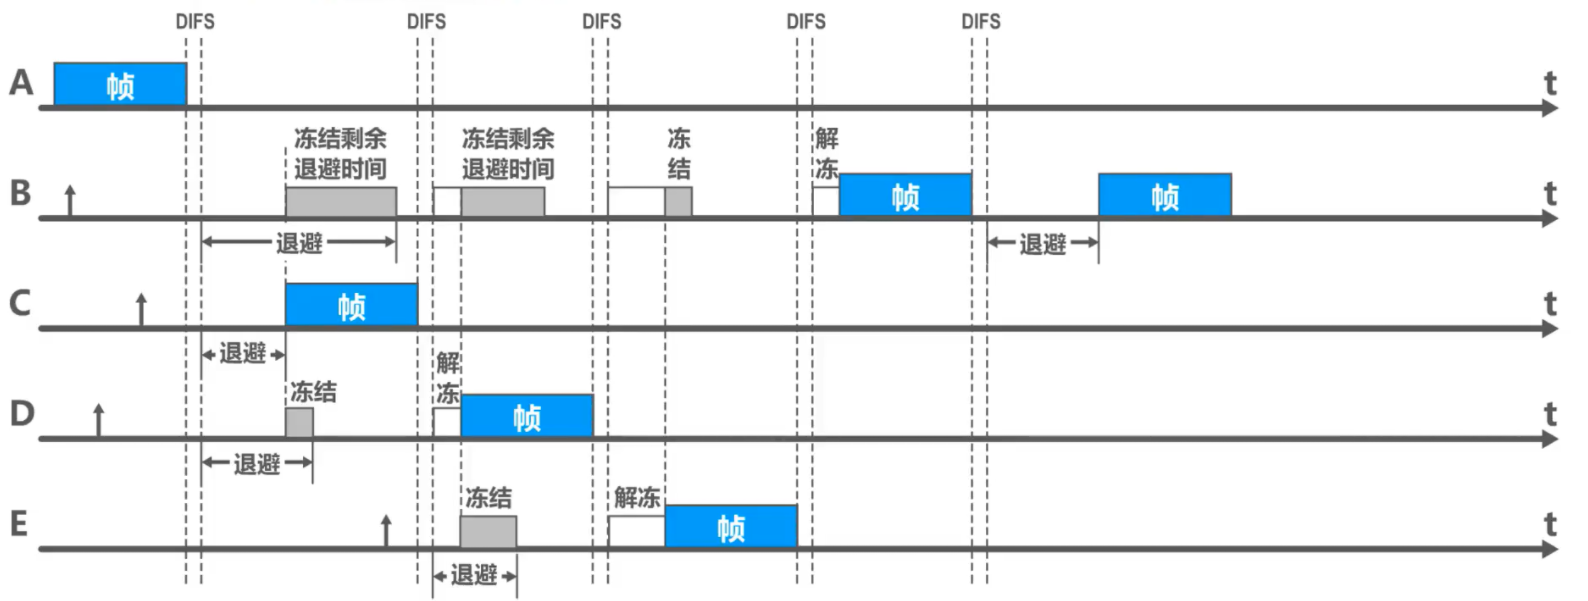 DIFS DIFS DIFS DIFS DIFS
A 帧 t
冻结剩余 冻结剩余 冻 解
退避时间 退避时间 结 冻
B 帧 帧 t
退避 退避
C 帧 t
退避 解
冻结 冻
D 帧 t
退避
冻结 解冻
E 帧 t
退避